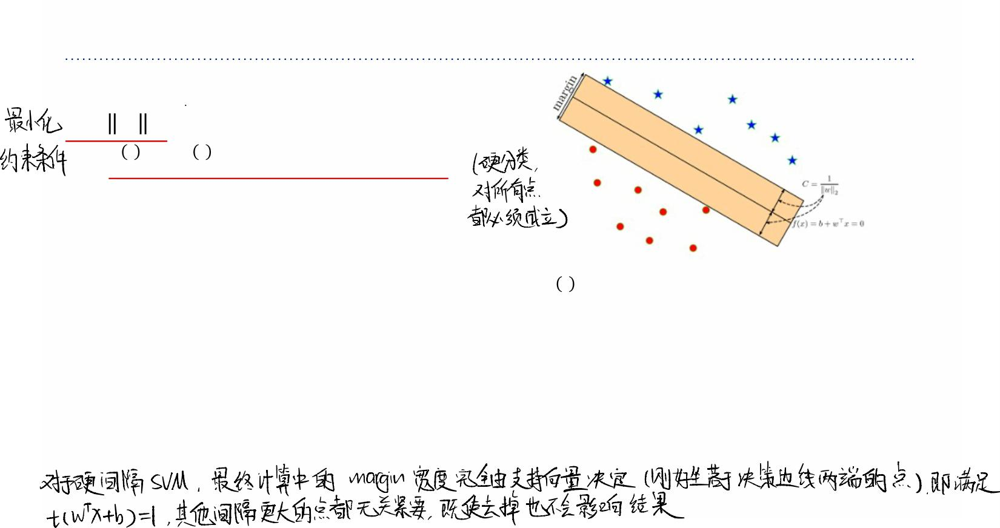 margin
最小化 ‖ ‖
约束条件 ( ) ( )
(硬分类,
对所有点
都必须成立)
C = 1/‖w‖₂
f(x) = b + w⊤x = 0
( )
对于硬间隔SVM, 最终计算中的 margin 宽度完全由支持向量决定 (刚好坐落于决策边线两端的点), 即满足
t(wᵀx+b)=1, 其他间隔更大的点都无关紧要, 既使去掉也不会影响结果